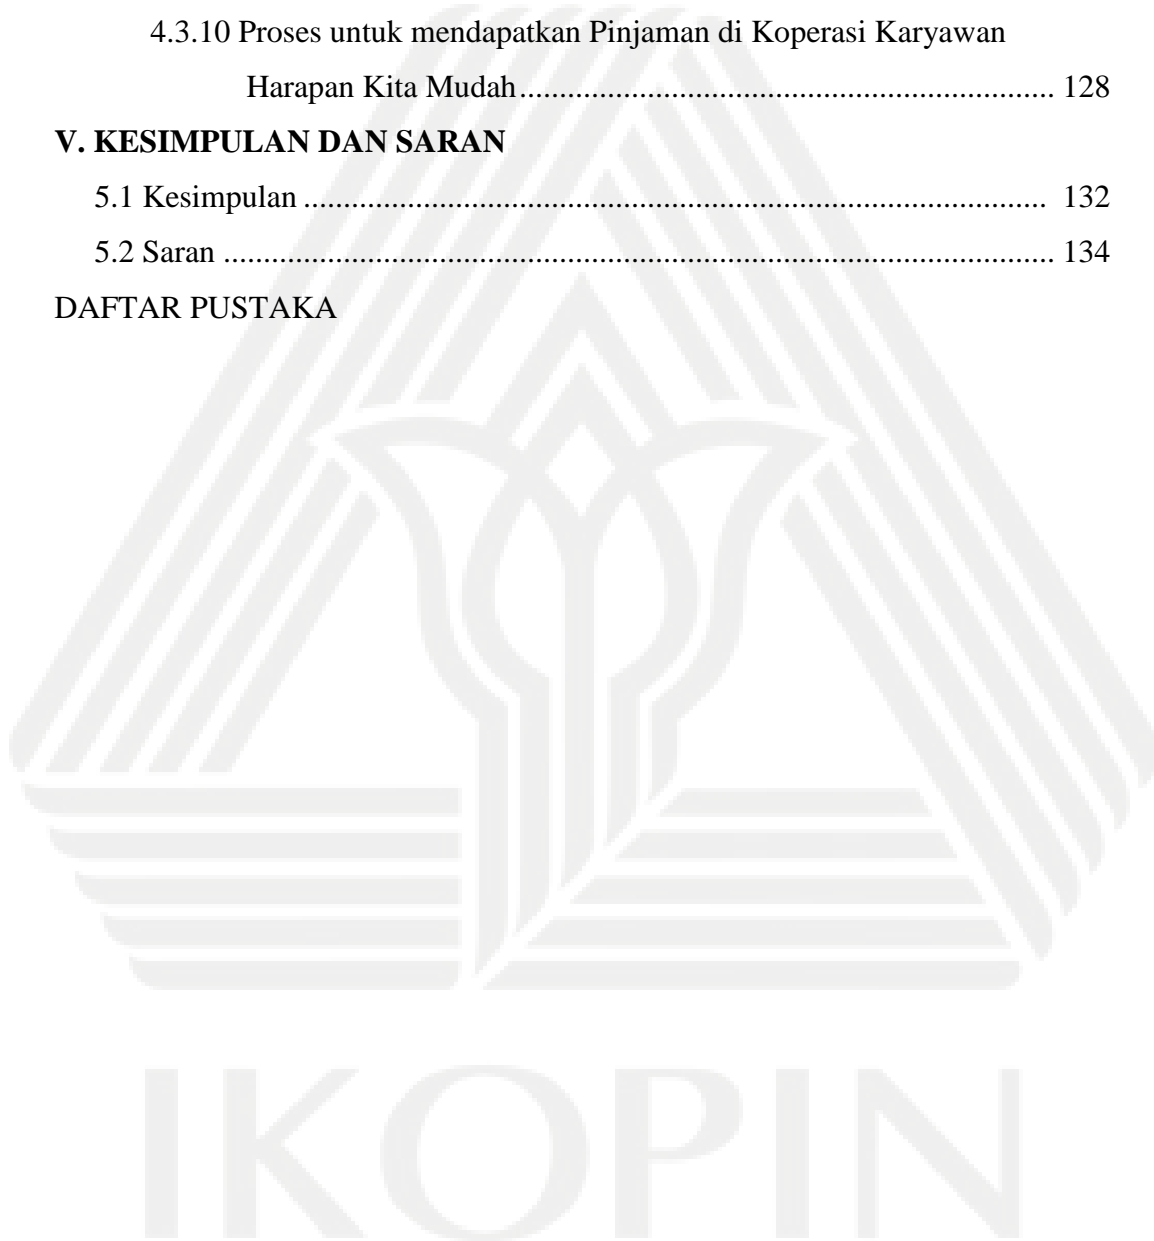 4.3.10 Proses untuk mendapatkan Pinjaman di Koperasi Karyawan
Harapan Kita Mudah.................................................................... 128
V. KESIMPULAN DAN SARAN
5.1 Kesimpulan ............................................................................................. 132
5.2 Saran ........................................................................................................ 134
DAFTAR PUSTAKA
IKOPIN